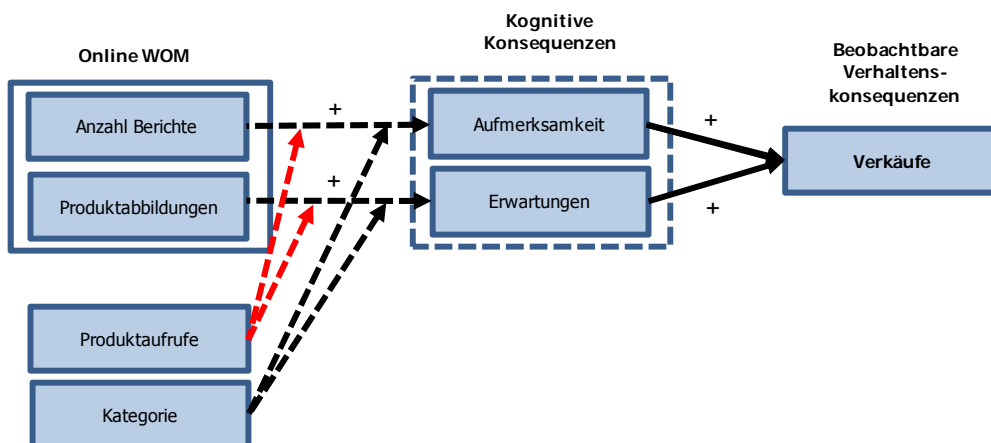 Online WOM
Anzahl Berichte
Produktabbildungen
Produktaufrufe
Kategorie
+
+
Kognitive
Konsequenzen
Aufmerksamkeit
Erwartungen
+
+
Beobachtbare
Verhaltens-
konsequenzen
Verkäufe